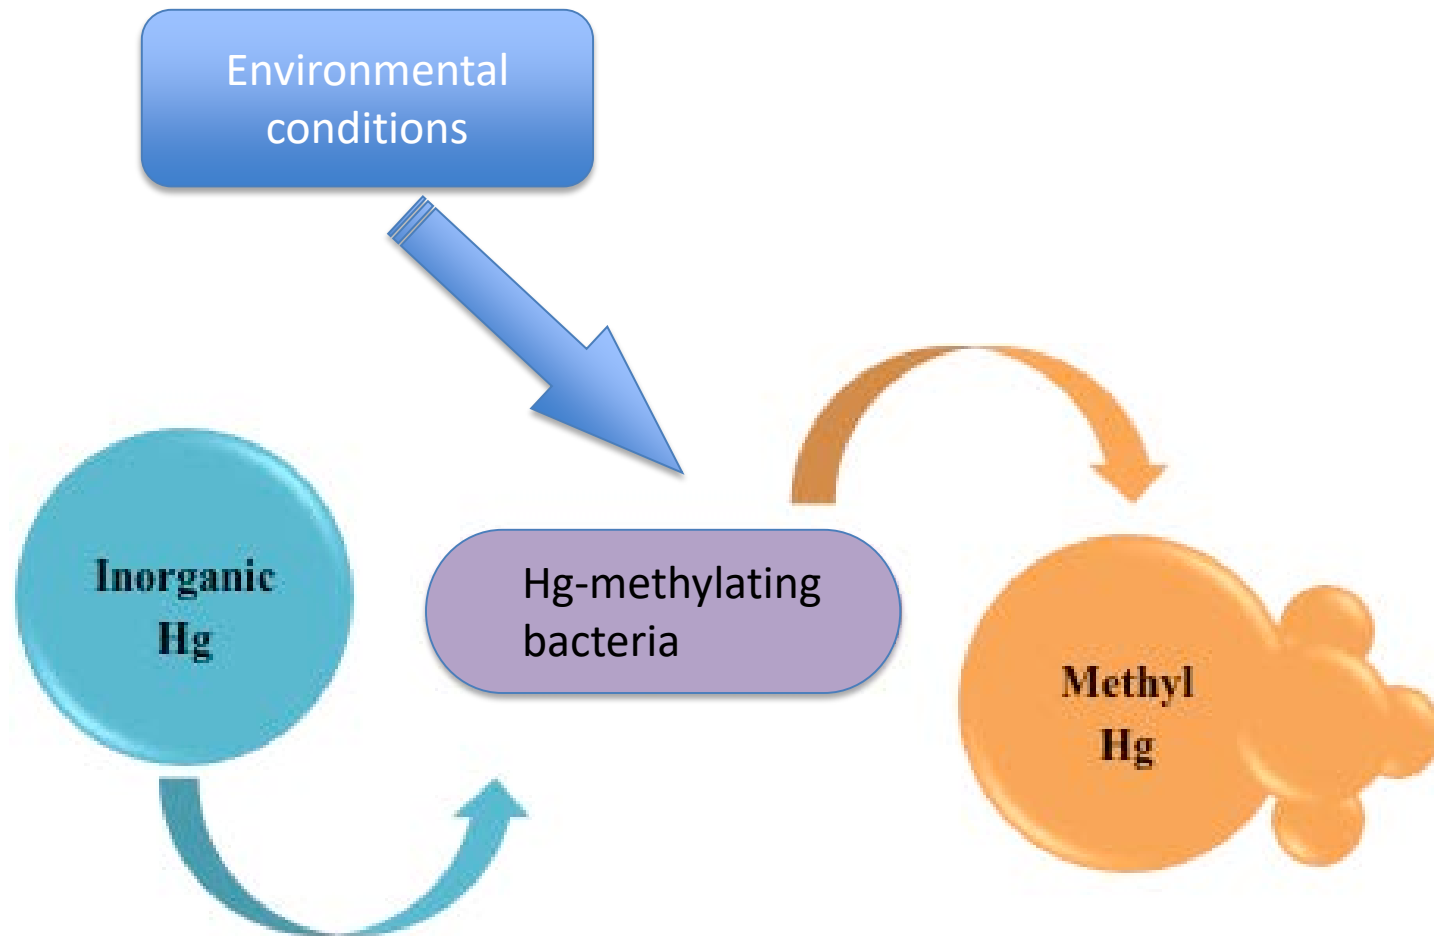 Environmental
conditions
Inorganic
Hg
Hg-methylating
bacteria
Methyl
Hg